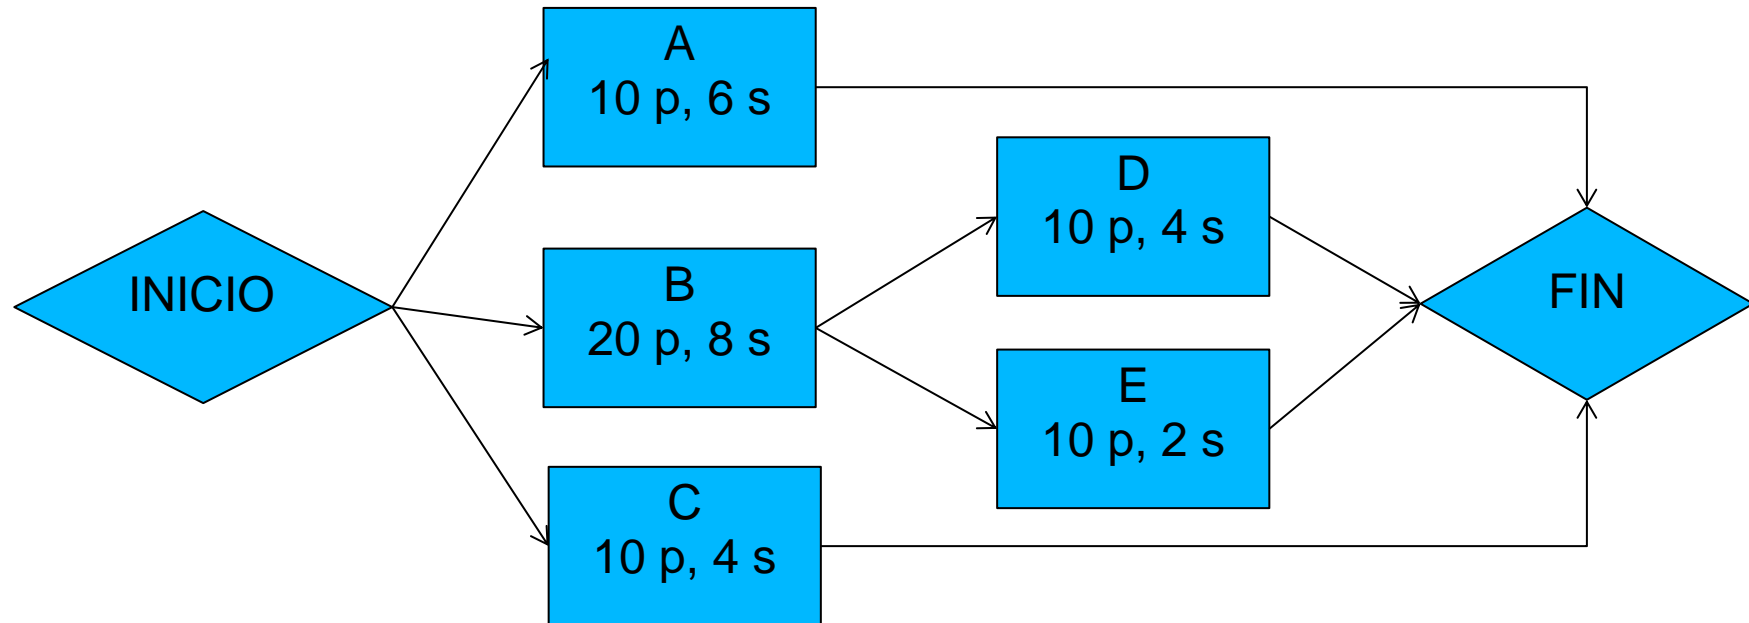 INICIO
A
10 p, 6 s
B
20 p, 8 s
C
10 p, 4 s
D
10 p, 4 s
E
10 p, 2 s
FIN